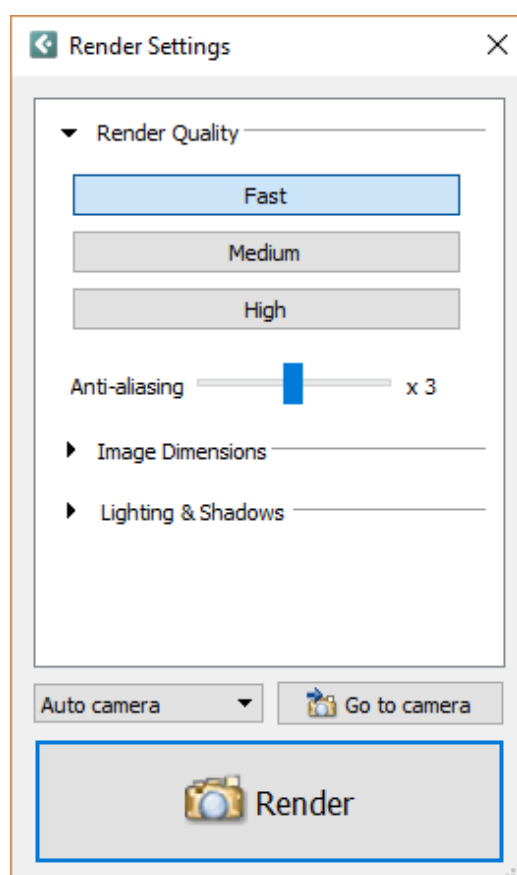 Render Settings
Render Quality
Fast
Medium
High
Anti-aliasing x 3
Image Dimensions
Lighting & Shadows
Auto camera Go to camera
Render